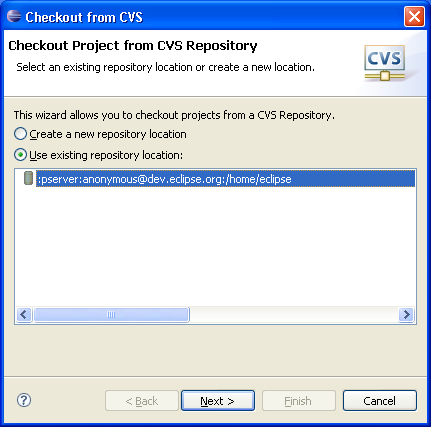 Checkout from CVS
Checkout Project from CVS Repository
Select an existing repository location or create a new location.
CVS
This wizard allows you to checkout projects from a CVS Repository.
Create a new repository location
Use existing repository location:
:pserver:anonymous@dev.eclipse.org:/home/eclipse
? < Back Next > Finish Cancel